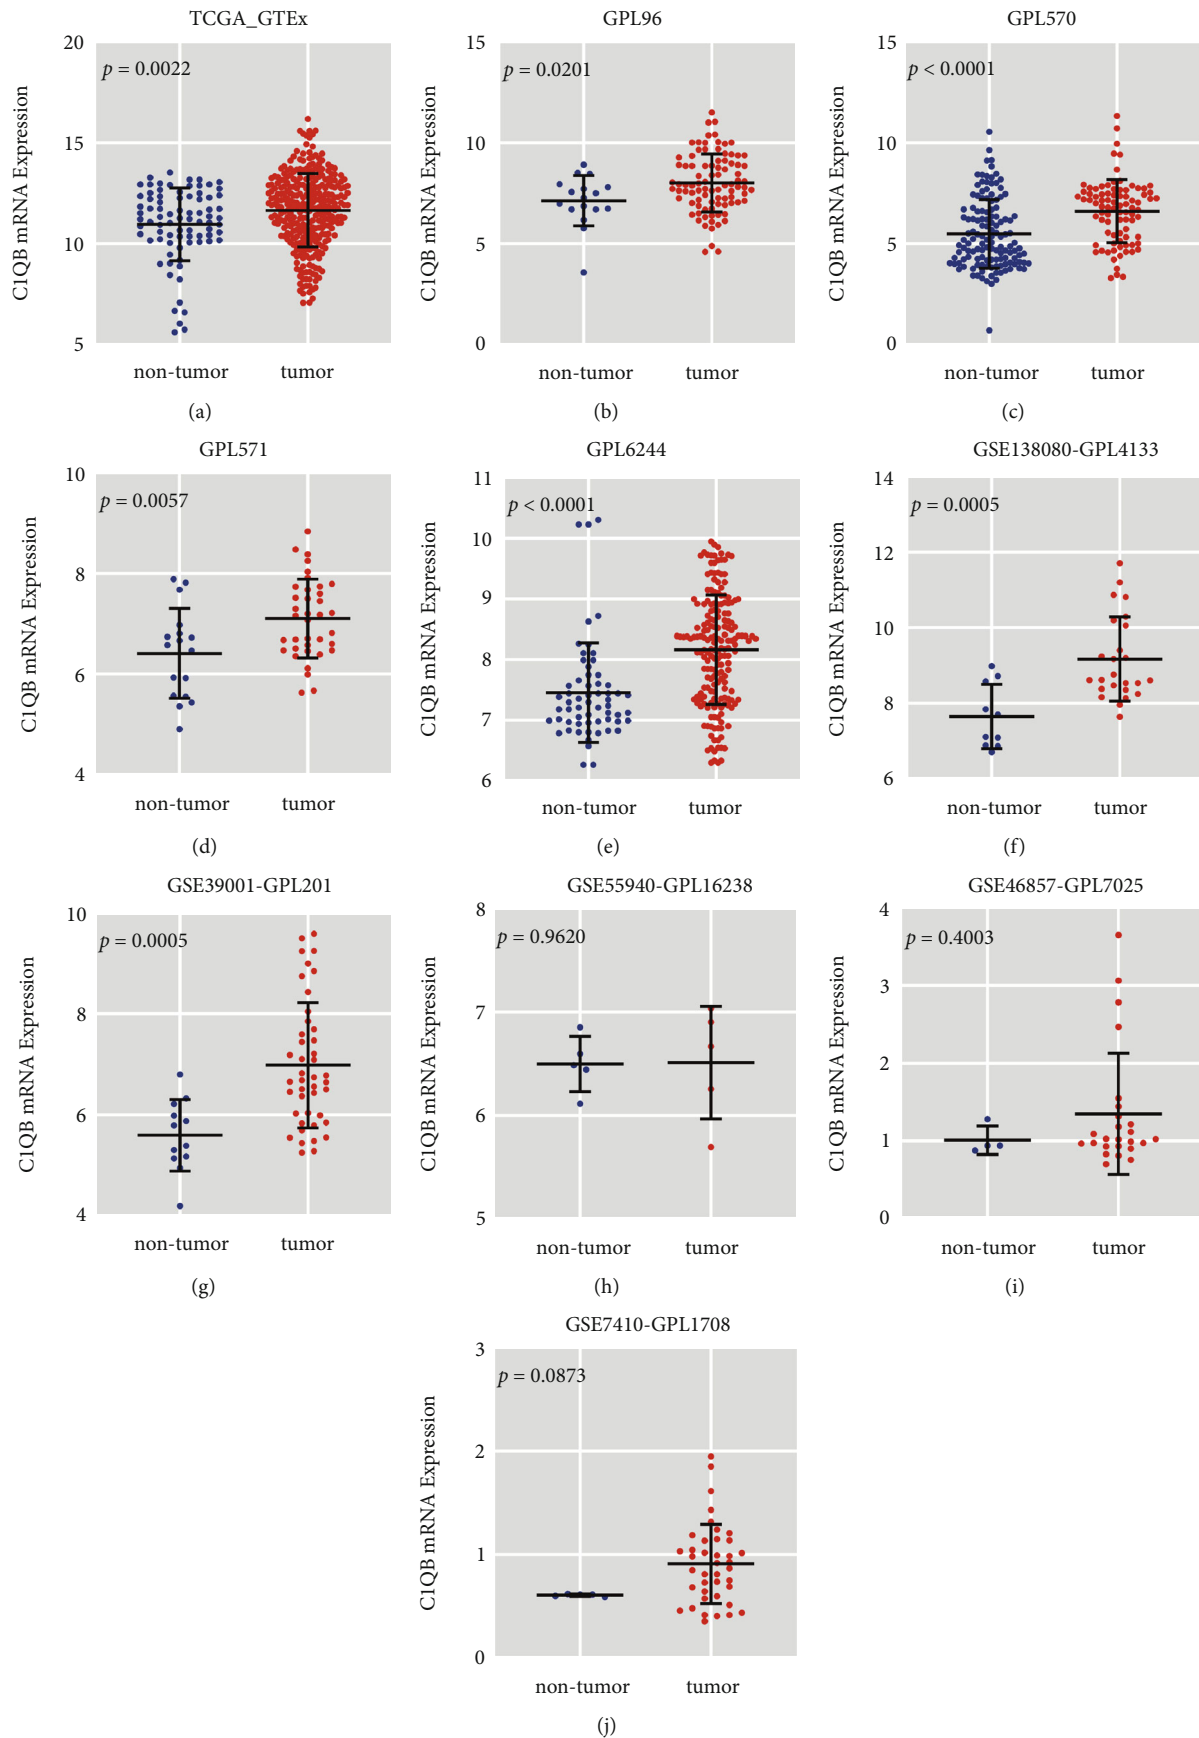 TCGA_GTEx
GPL96
GPL570
20
15
10
5
C1QB mRNA Expression
p = 0.0022
non-tumor
tumor
(a)
15
10
5
0
C1QB mRNA Expression
p = 0.0201
non-tumor
tumor
(b)
15
10
5
0
C1QB mRNA Expression
p < 0.0001
non-tumor
tumor
(c)
GPL571
10
8
6
4
C1QB mRNA Expression
p = 0.0057
non-tumor
tumor
(d)
GPL6244
11
10
9
8
7
6
C1QB mRNA Expression
p < 0.0001
non-tumor
tumor
(e)
GSE138080-GPL4133
14
12
10
8
6
C1QB mRNA Expression
p = 0.0005
non-tumor
tumor
(f)
GSE39001-GPL201
10
8
6
4
C1QB mRNA Expression
p = 0.0005
non-tumor
tumor
(g)
GSE55940-GPL16238
8
7
6
5
C1QB mRNA Expression
p = 0.9620
non-tumor
tumor
(h)
GSE46857-GPL7025
4
3
2
1
0
C1QB mRNA Expression
p = 0.4003
non-tumor
tumor
(i)
GSE7410-GPL1708
3
2
1
0
C1QB mRNA Expression
p = 0.0873
non-tumor
tumor
(j)